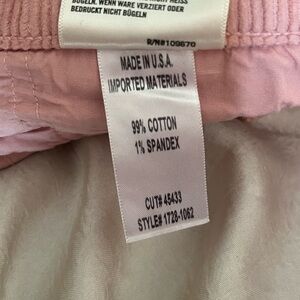 BÜGELN, WENN WARE VERZIERT ODER
BEDRUCKT NICHT BÜGELN
R/N#109670
MADE IN U.S.A.
IMPORTED MATERIALS
99% COTTON
1% SPANDEX
CUT# 45433
STYLE# 1728-1062